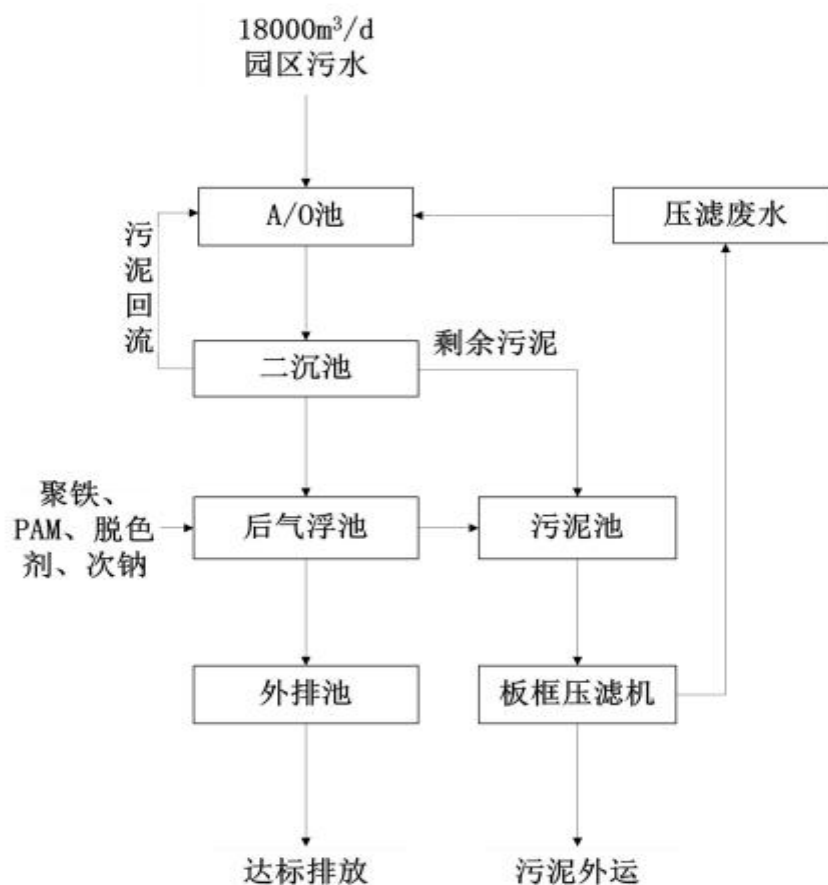 18000m³/d
园区污水
A/O池
压滤废水
污泥回流
二沉池
剩余污泥
聚铁、
PAM、脱色
剂、次钠
后气浮池
污泥池
外排池
板框压滤机
达标排放
污泥外运